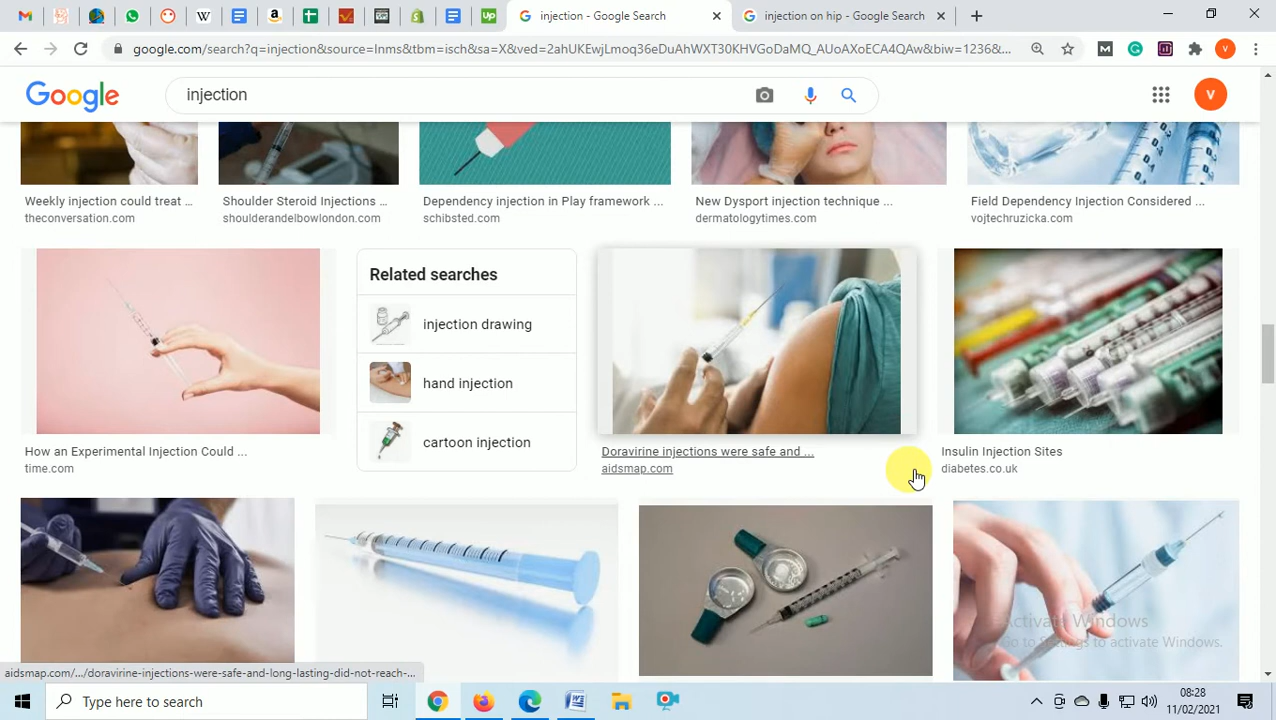 injection - Google Search
injection on hip - Google Search
google.com/search?q=injection&source=lnms&tbm=isch&sa=X&ved=2ahUKEwjLmoq36eDuAhWXT30KHVGoDaMQ_AUoAXoECA4QAw&biw=1236&...
Google
injection
V
Weekly injection could treat ...
theconversation.com
Shoulder Steroid Injections ...
shoulderandelbowlondon.com
Dependency injection in Play framework ...
schibsted.com
New Dysport injection technique ...
dermatologytimes.com
Field Dependency Injection Considered ...
vojtechruzicka.com
Related searches
injection drawing
hand injection
cartoon injection
How an Experimental Injection Could ...
time.com
Doravirine injections were safe and ...
aidsmap.com
Insulin Injection Sites
diabetes.co.uk
Activate Windows
Go to Settings to activate Windows.
aidsmap.com/.../doravirine-injections-were-safe-and-long-lasting-did-not-reach-...
Type here to search
08:28
11/02/2021